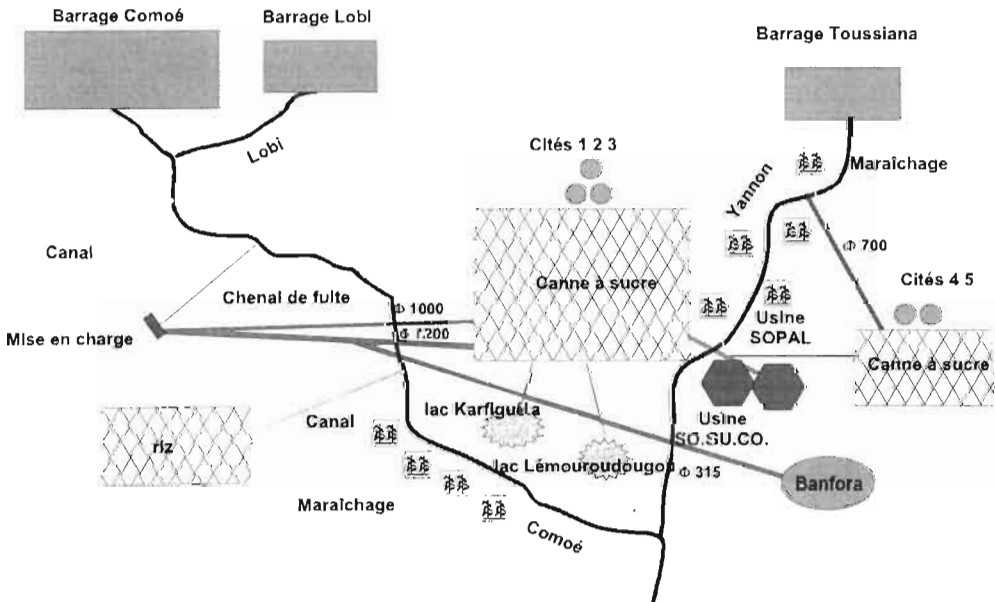 Barrage Comoé
Barrage Lobl
Barrage Toussiana
Lobi
Cités 1 2 3
Maraîchage
Yannon
Canal
Φ 700
Chenal de fulte
Canne à sucre
Cités 4 5
Φ 1000
Mise en charge
Φ 1200
Usine
SOPAL
Canne à sucre
riz
Canal
lac Karfiguela
Usine
SO.SU.CO.
lac Lémouroudougou
Φ 315
Banfora
Maraîchage
Comoé